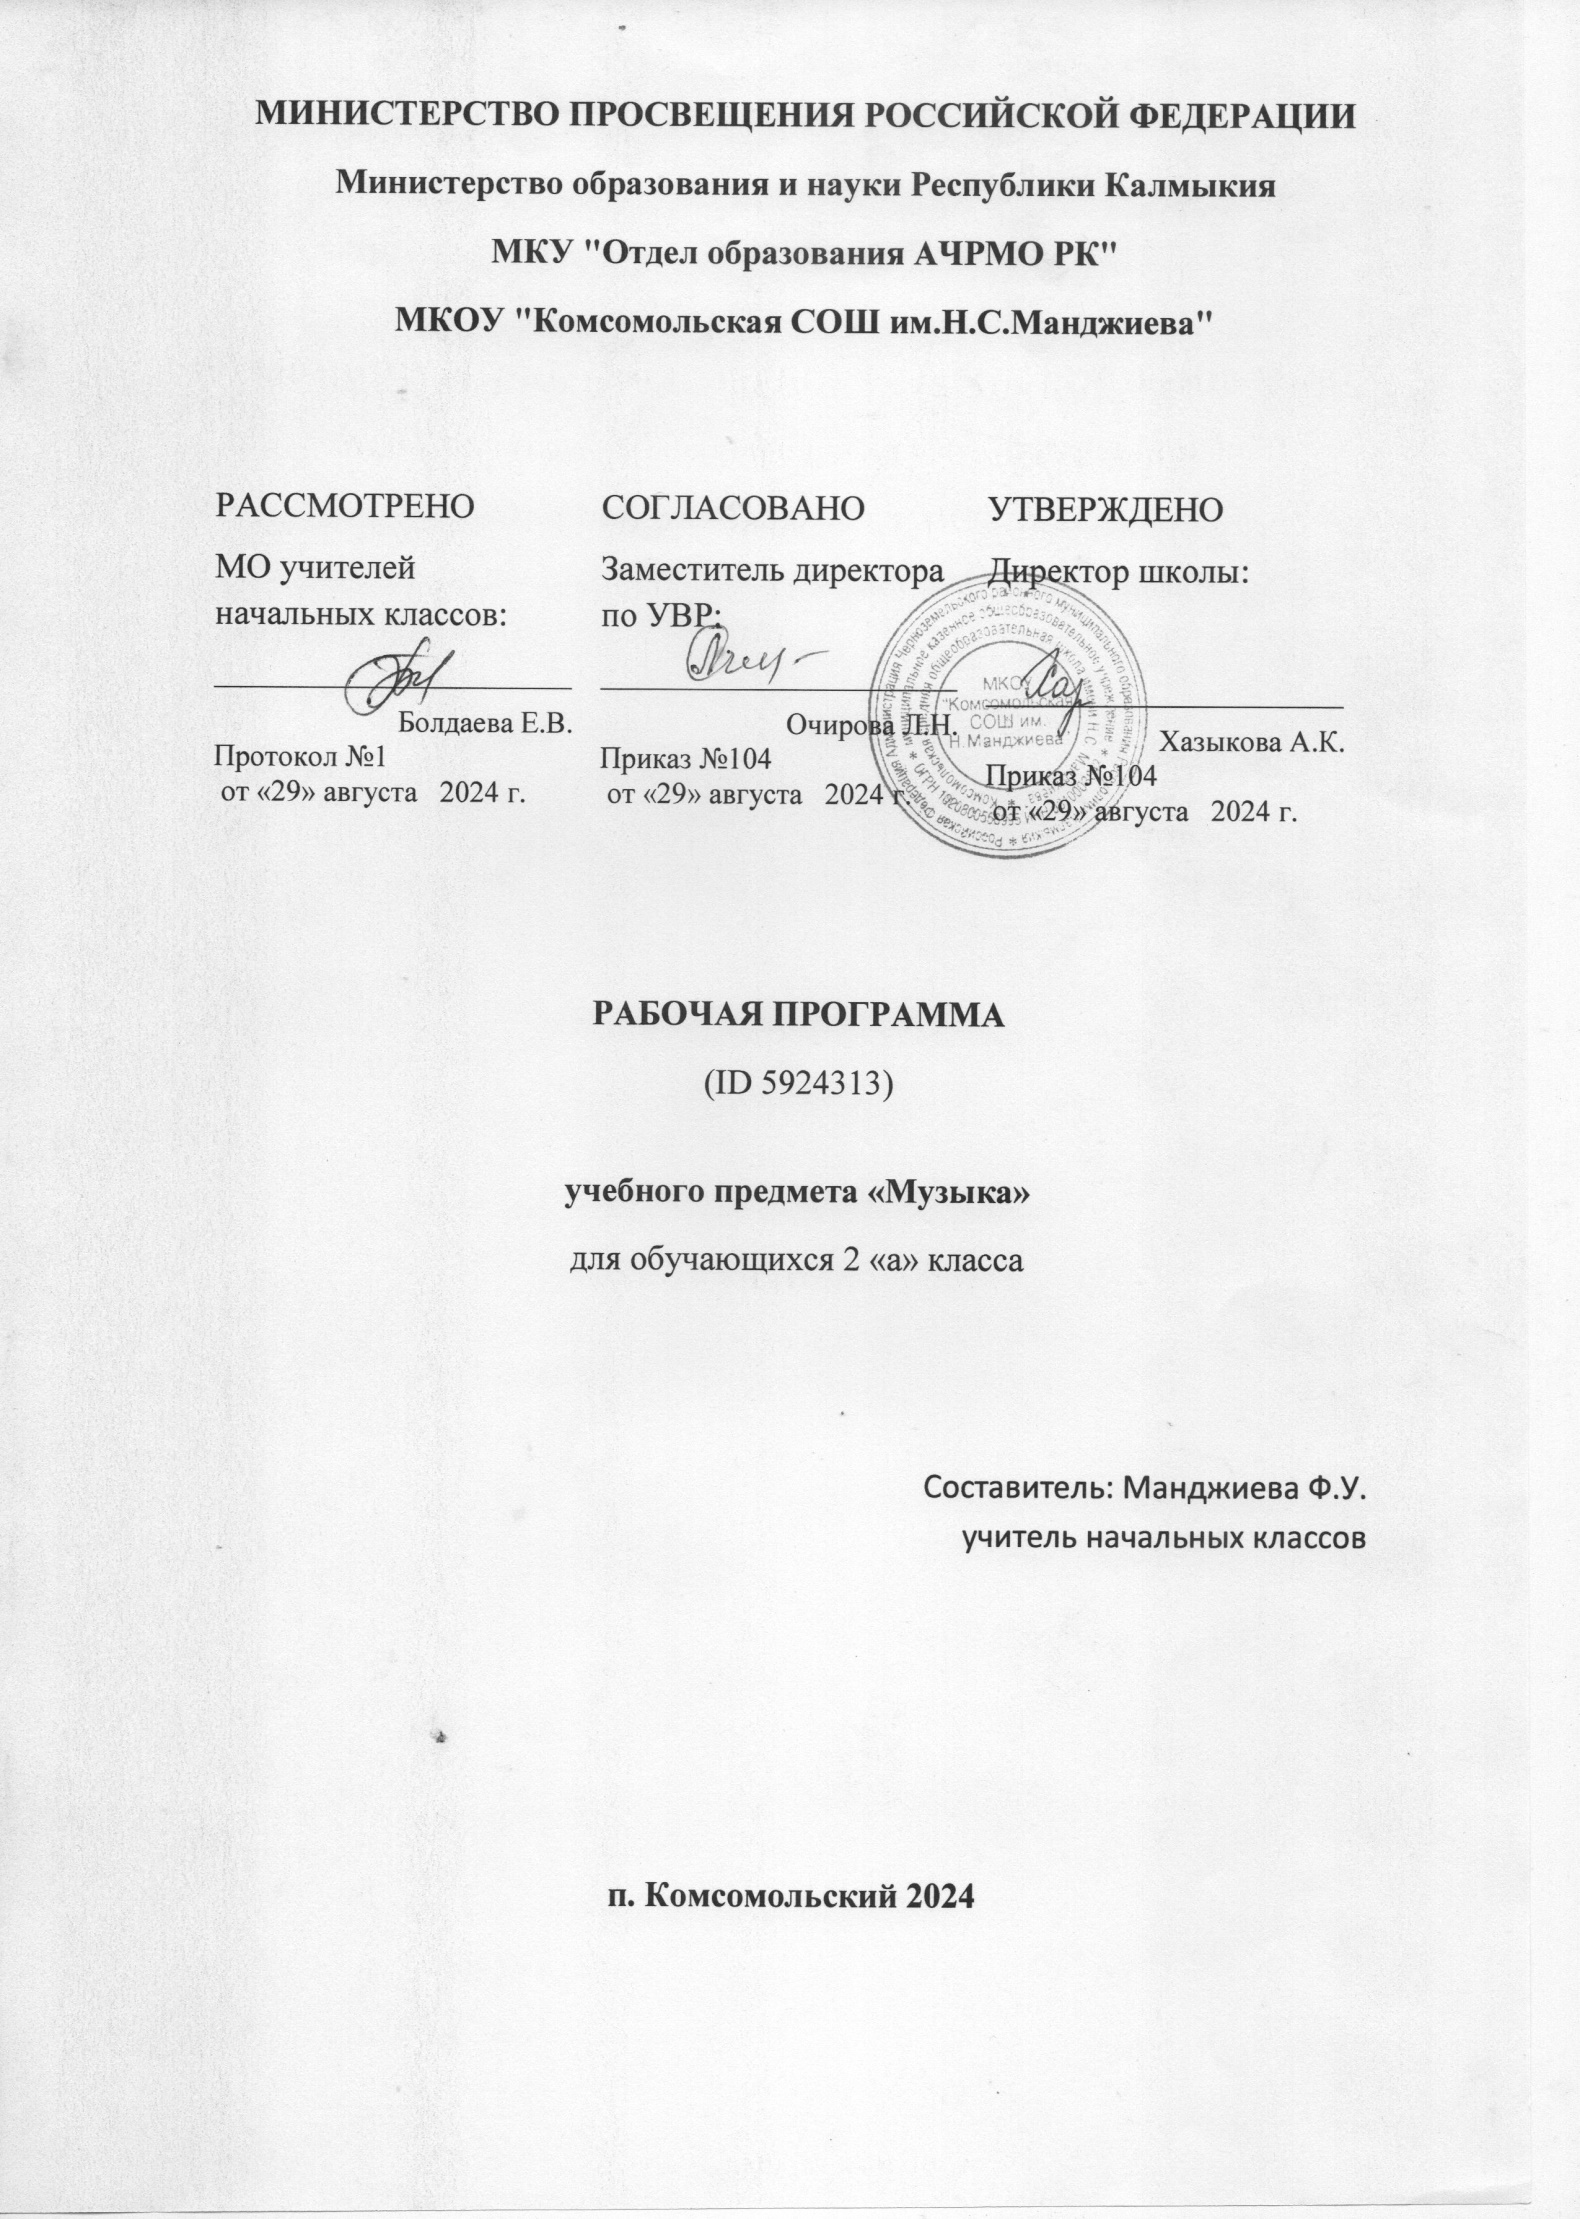 МИНИСТЕРСТВО ПРОСВЕЩЕНИЯ РОССИЙСКОЙ ФЕДЕРАЦИИ
Министерство образования и науки Республики Калмыкия
МКУ "Отдел образования АЧРМО РК"
МКОУ "Комсомольская СОШ им.Н.С.Манджиева"
РАССМОТРЕНО
МО учителей
начальных классов:
Болдаева Е.В.
Протокол №1
от «29» августа 2024 г.
СОГЛАСОВАНО
Заместитель директора
по УВР:
Очирова Л.Н.
Приказ №104
от «29» августа 2024 г.
УТВЕРЖДЕНО
Директор школы:
Хазыкова А.К.
Приказ №104
от «29» августа 2024 г.
МКОУ
"Комсомольская
СОШ им.
Н.Манджиева"
РАБОЧАЯ ПРОГРАММА
(ID 5924313)
учебного предмета «Музыка»
для обучающихся 2 «а» класса
Составитель: Манджиева Ф.У.
учитель начальных классов
п. Комсомольский 2024